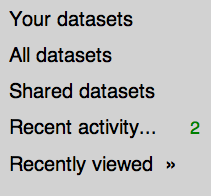 Your datasets
All datasets
Shared datasets
Recent activity... 2
Recently viewed »